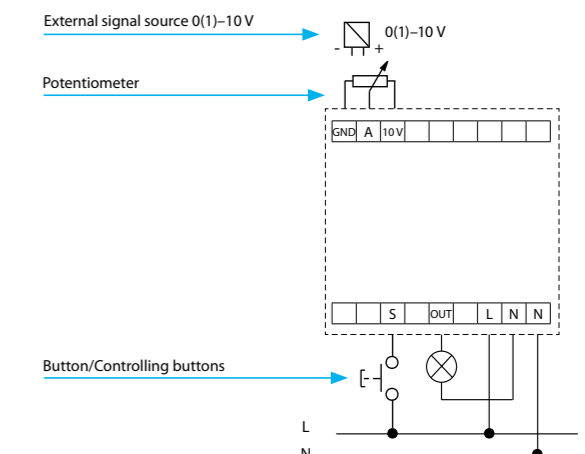 External signal source 0(1)–10 V
0(1)–10 V
- +
Potentiometer
GND A 10 V
S OUT L N N
Button/Controlling buttons
L
N